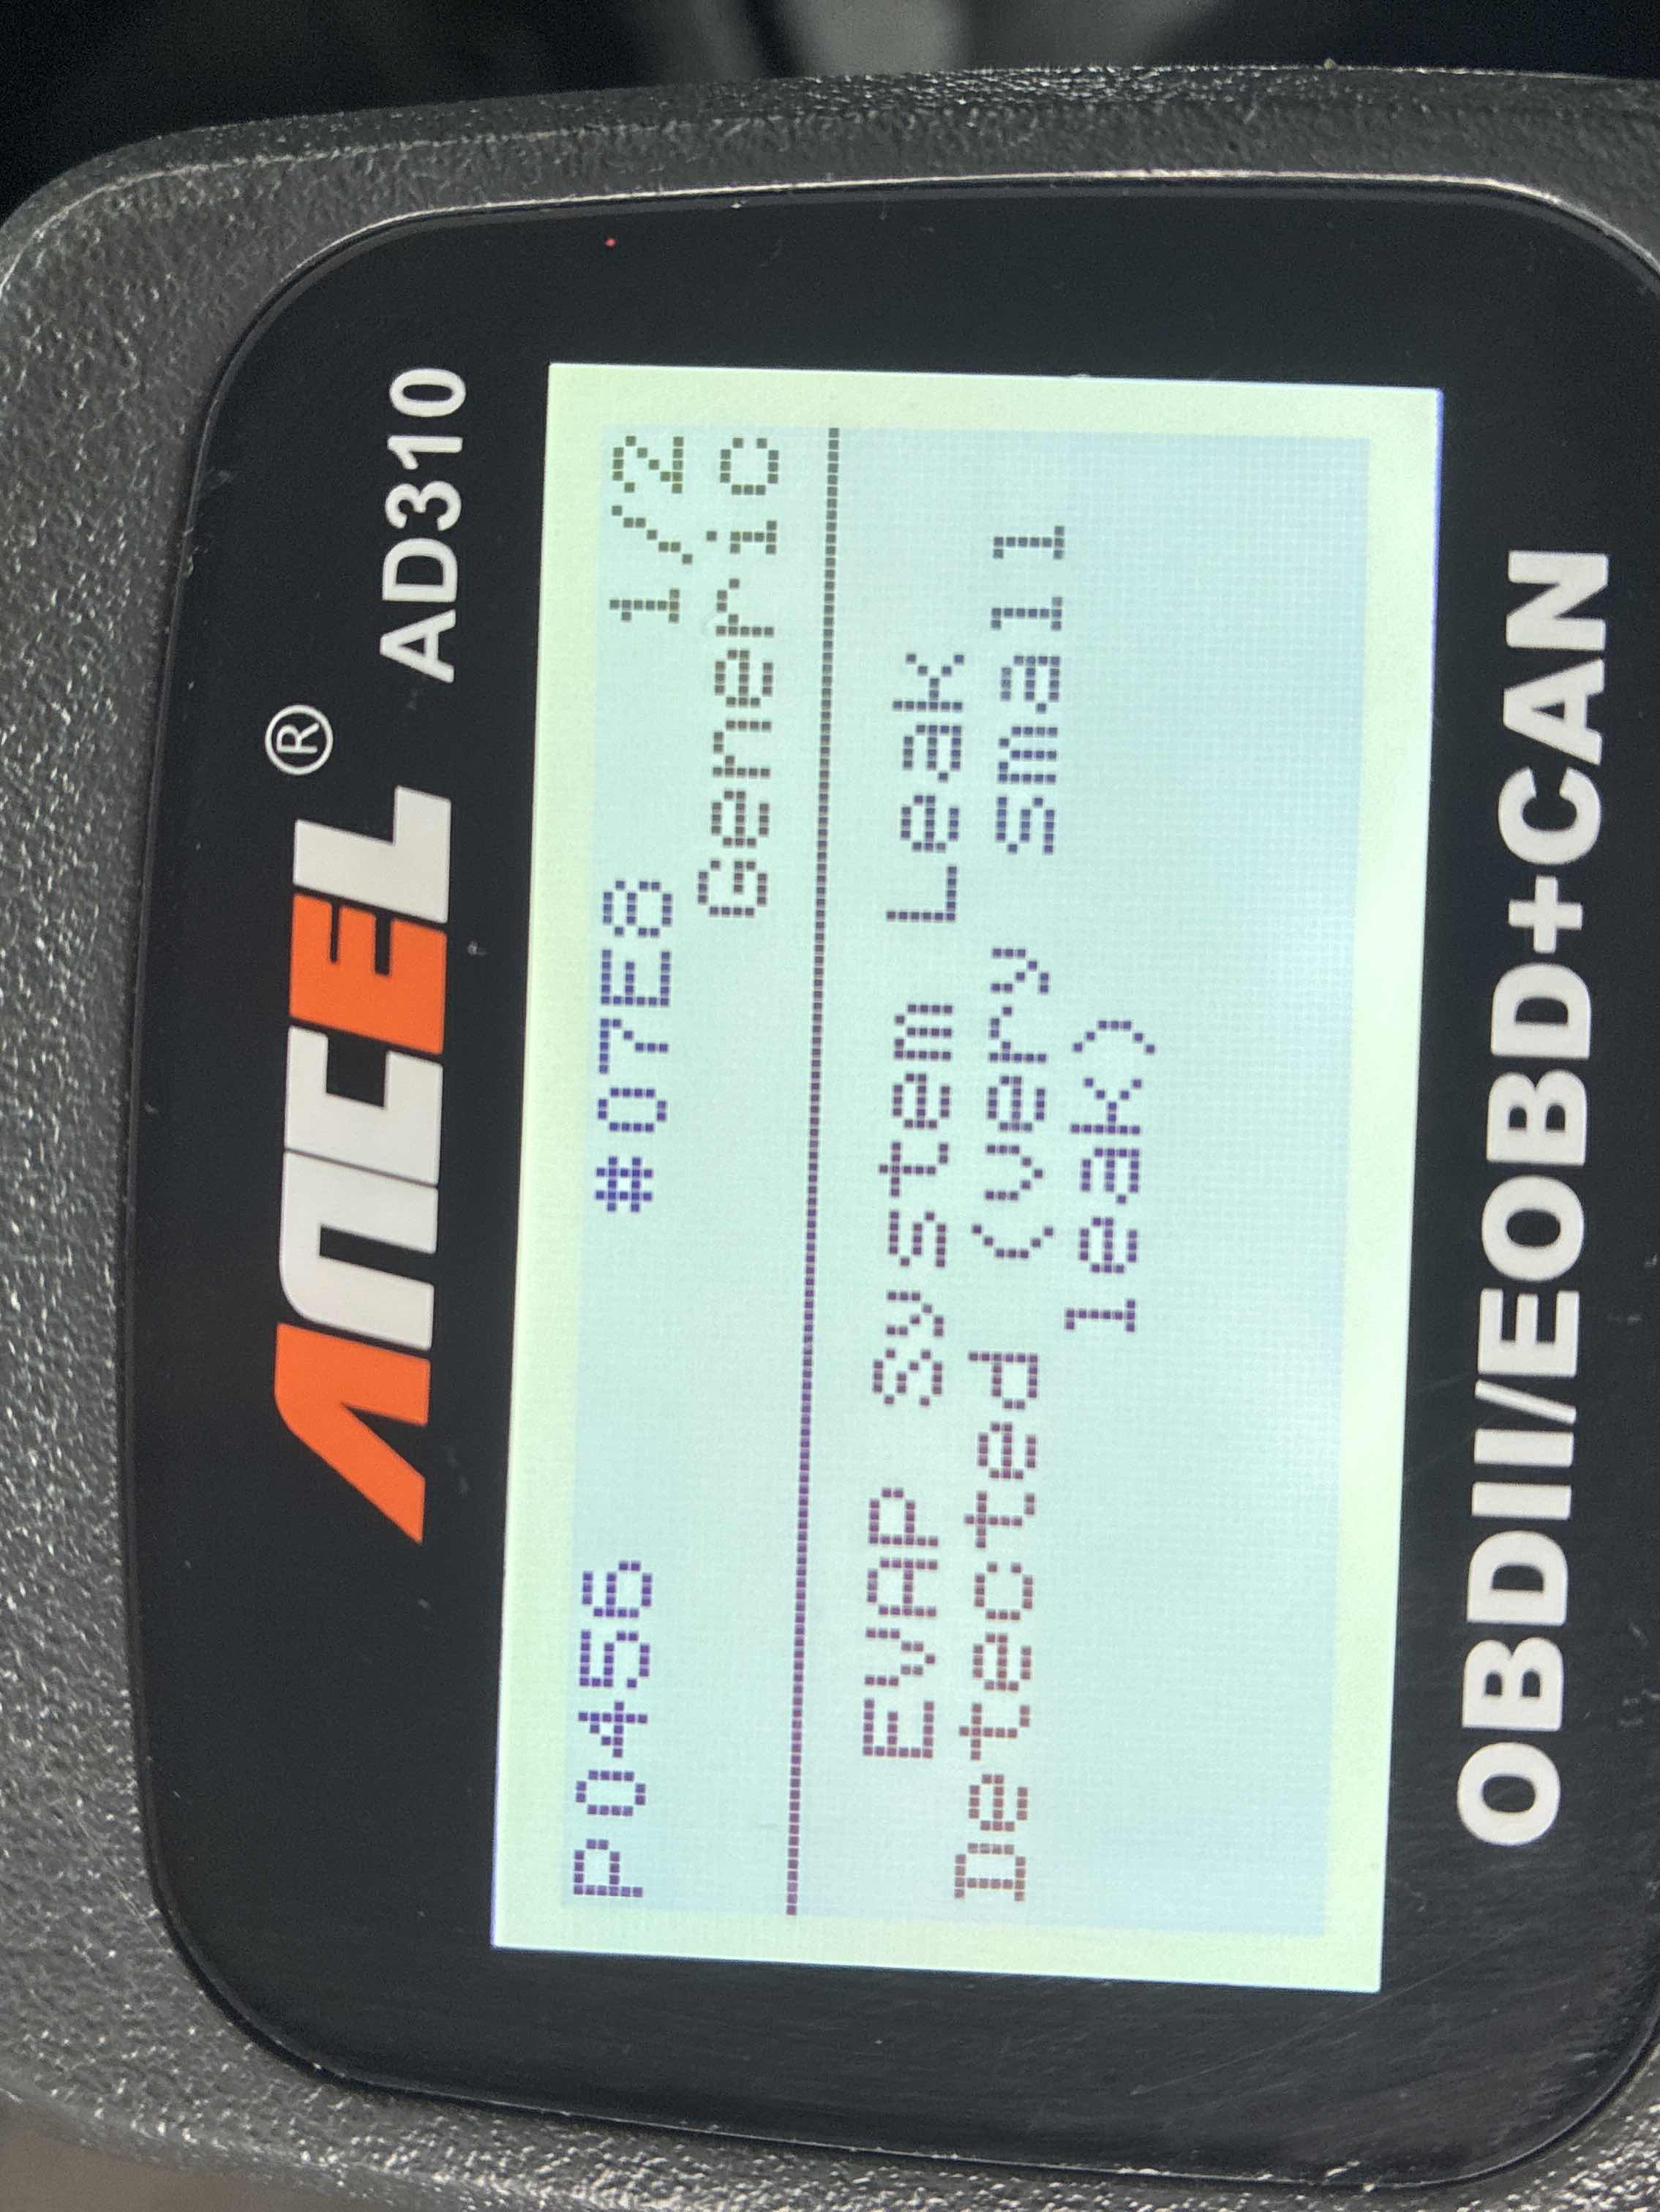 ANCEL® AD310
P0456 #07E8 1/2
Generic
EVAP System Leak
Detected (very small
leak)
OBDII/EOBD+CAN